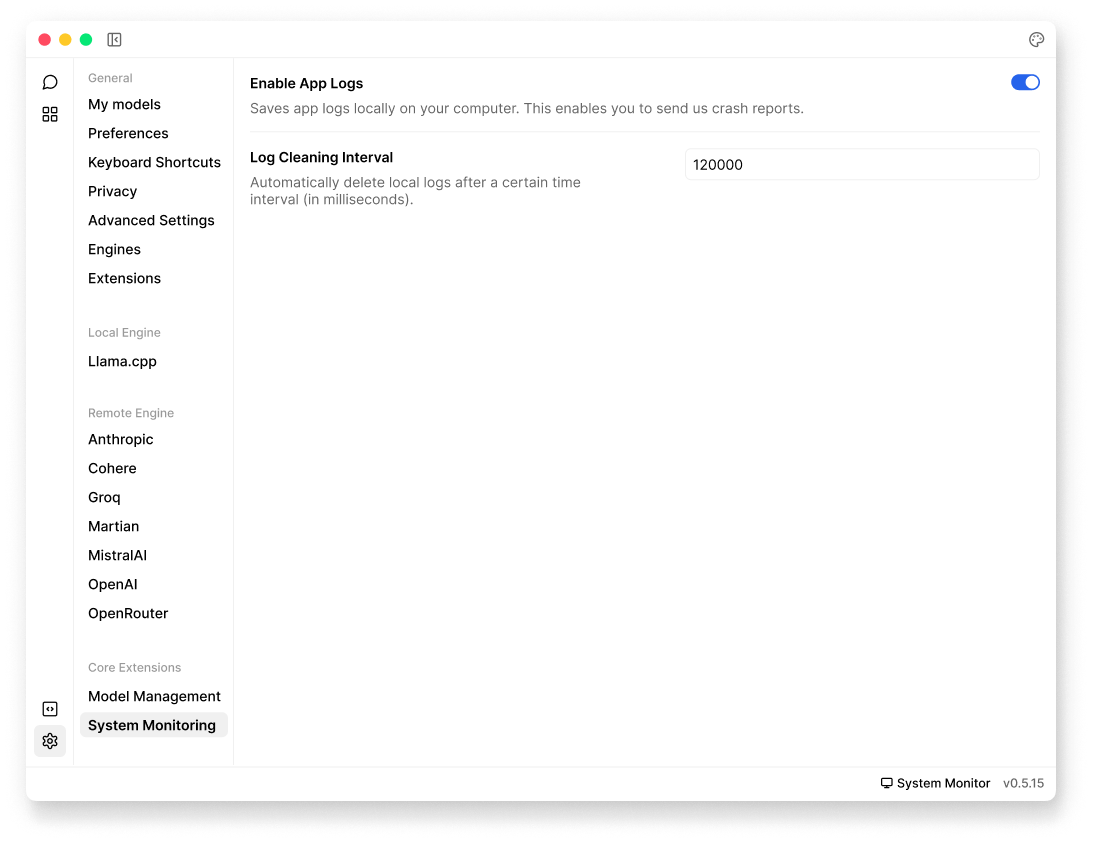 General
My models
Preferences
Keyboard Shortcuts
Privacy
Advanced Settings
Engines
Extensions
Local Engine
Llama.cpp
Remote Engine
Anthropic
Cohere
Groq
Martian
MistralAI
OpenAI
OpenRouter
Core Extensions
Model Management
System Monitoring
Enable App Logs
Saves app logs locally on your computer. This enables you to send us crash reports.
Log Cleaning Interval
Automatically delete local logs after a certain time
interval (in milliseconds).
120000
System Monitor v0.5.15